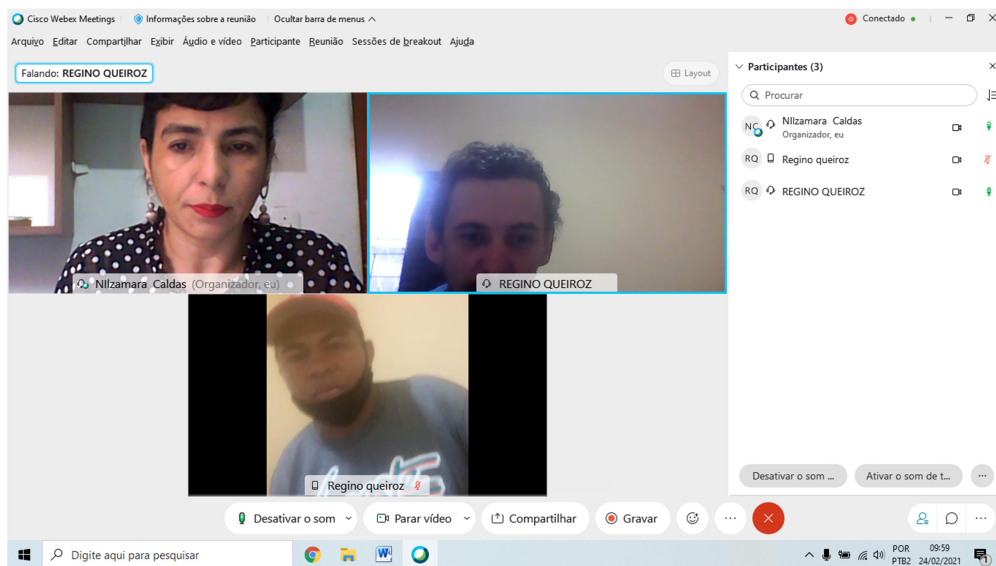 Cisco Webex Meetings Informações sobre a reunião Ocultar barra de menus Conectado
Arquivo Editar Compartilhar Exibir Áudio e vídeo Participante Reunião Sessões de breakout Ajuda
Falando: REGINO QUEIROZ
Layout
NIlzamara Caldas (Organizador, eu)
REGINO QUEIROZ
Regino queiroz
Participantes (3)
Procurar
NC NIlzamara Caldas
Organizador, eu
RQ Regino queiroz
RQ REGINO QUEIROZ
Desativar o som ... Ativar o som de t... ...
Desativar o som Parar vídeo Compartilhar Gravar ... ...
Digite aqui para pesquisar
POR 09:59
PTB2 24/02/2021
1